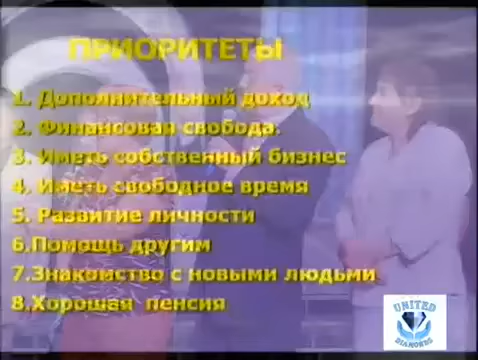 ПРИОРИТЕТЫ
1. Дополнительный доход
2. Финансовая свобода.
3. Иметь собственный бизнес
4. Иметь свободное время
5. Развитие личности
6.Помощь другим
7.Знакомство с новыми людьми
8.Хорошая пенсия
UNITED
DIAMONDS